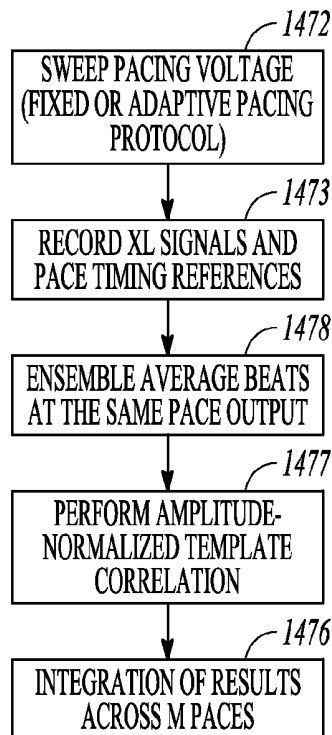 1472
SWEEP PACING VOLTAGE
(FIXED OR ADAPTIVE PACING
PROTOCOL)
1473
RECORD XL SIGNALS AND
PACE TIMING REFERENCES
1478
ENSEMBLE AVERAGE BEATS
AT THE SAME PACE OUTPUT
1477
PERFORM AMPLITUDE-
NORMALIZED TEMPLATE
CORRELATION
1476
INTEGRATION OF RESULTS
ACROSS M PACES